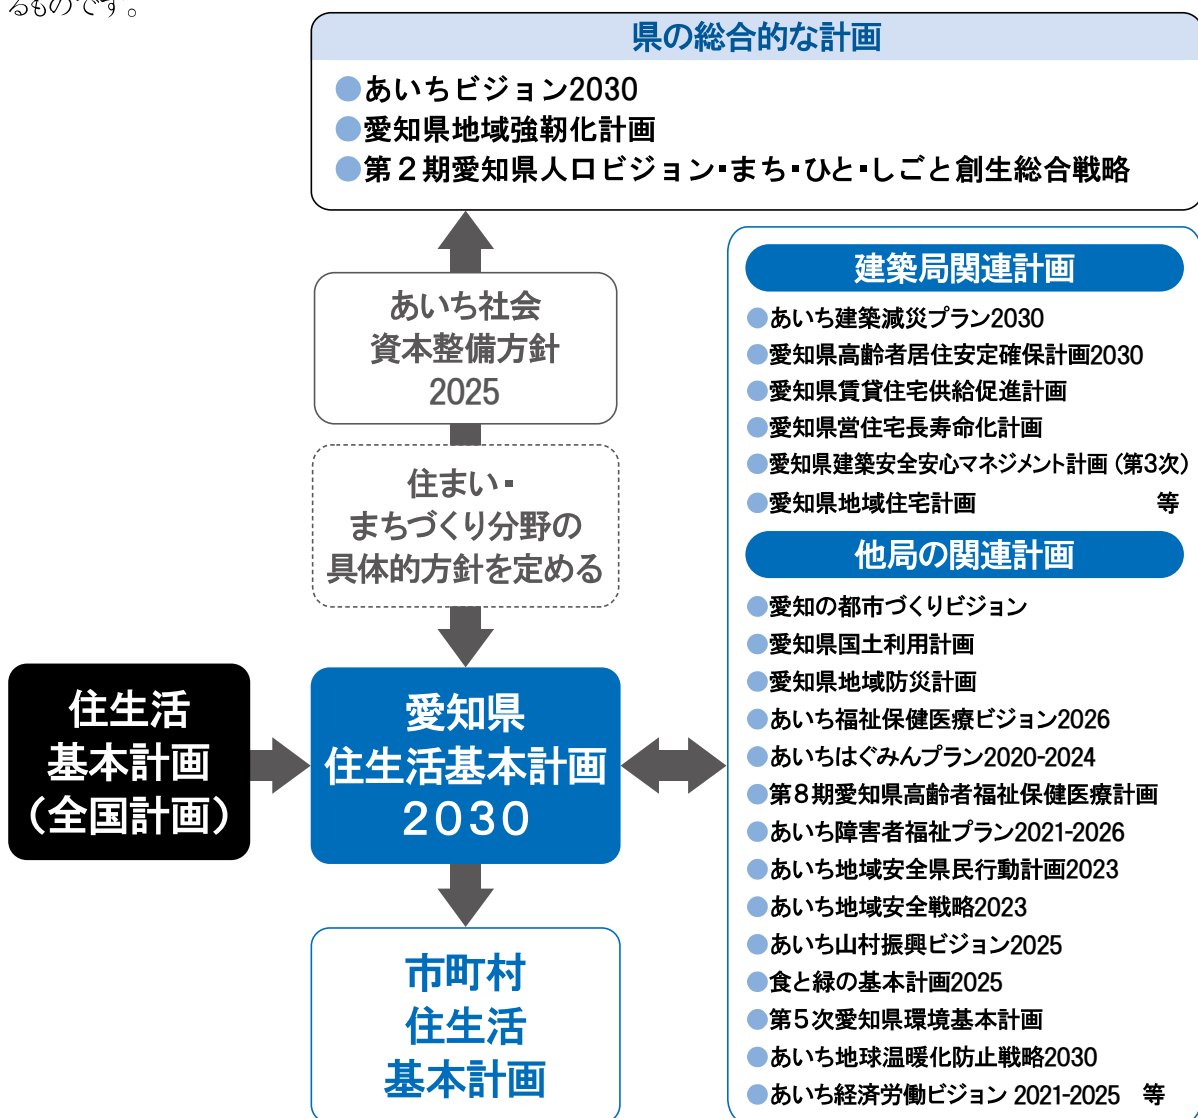 るものです。
県の総合的な計画
●あいちビジョン2030
●愛知県地域強靭化計画
●第2期愛知県人口ビジョン・まち・ひと・しごと創生総合戦略
あいち社会
資本整備方針
2025
住まい・
まちづくり分野の
具体的方針を定める
住生活
基本計画
(全国計画)
愛知県
住生活基本計画
2030
市町村
住生活
基本計画
建築局関連計画
●あいち建築減災プラン2030
●愛知県高齢者居住安定確保計画2030
●愛知県賃貸住宅供給促進計画
●愛知県営住宅長寿命化計画
●愛知県建築安全安心マネジメント計画(第3次)
●愛知県地域住宅計画 等
他局の関連計画
●愛知の都市づくりビジョン
●愛知県国土利用計画
●愛知県地域防災計画
●あいち福祉保健医療ビジョン2026
●あいちはぐみんプラン2020-2024
●第8期愛知県高齢者福祉保健医療計画
●あいち障害者福祉プラン2021-2026
●あいち地域安全県民行動計画2023
●あいち地域安全戦略2023
●あいち山村振興ビジョン2025
●食と緑の基本計画2025
●第5次愛知県環境基本計画
●あいち地球温暖化防止戦略2030
●あいち経済労働ビジョン 2021-2025 等